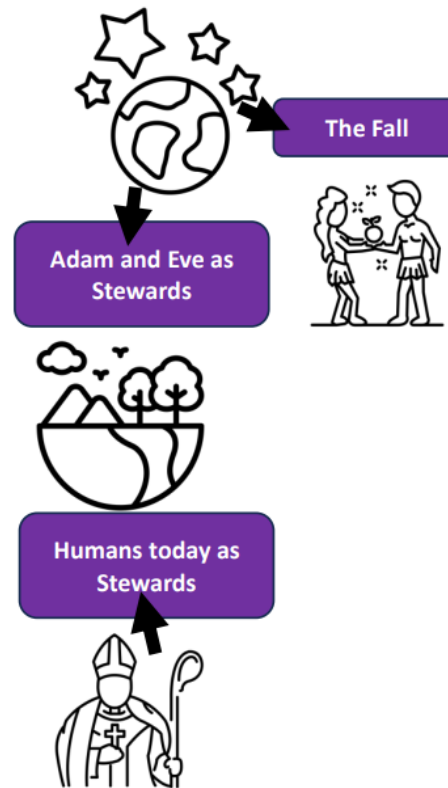 The Fall
Adam and Eve as
Stewards
Humans today as
Stewards